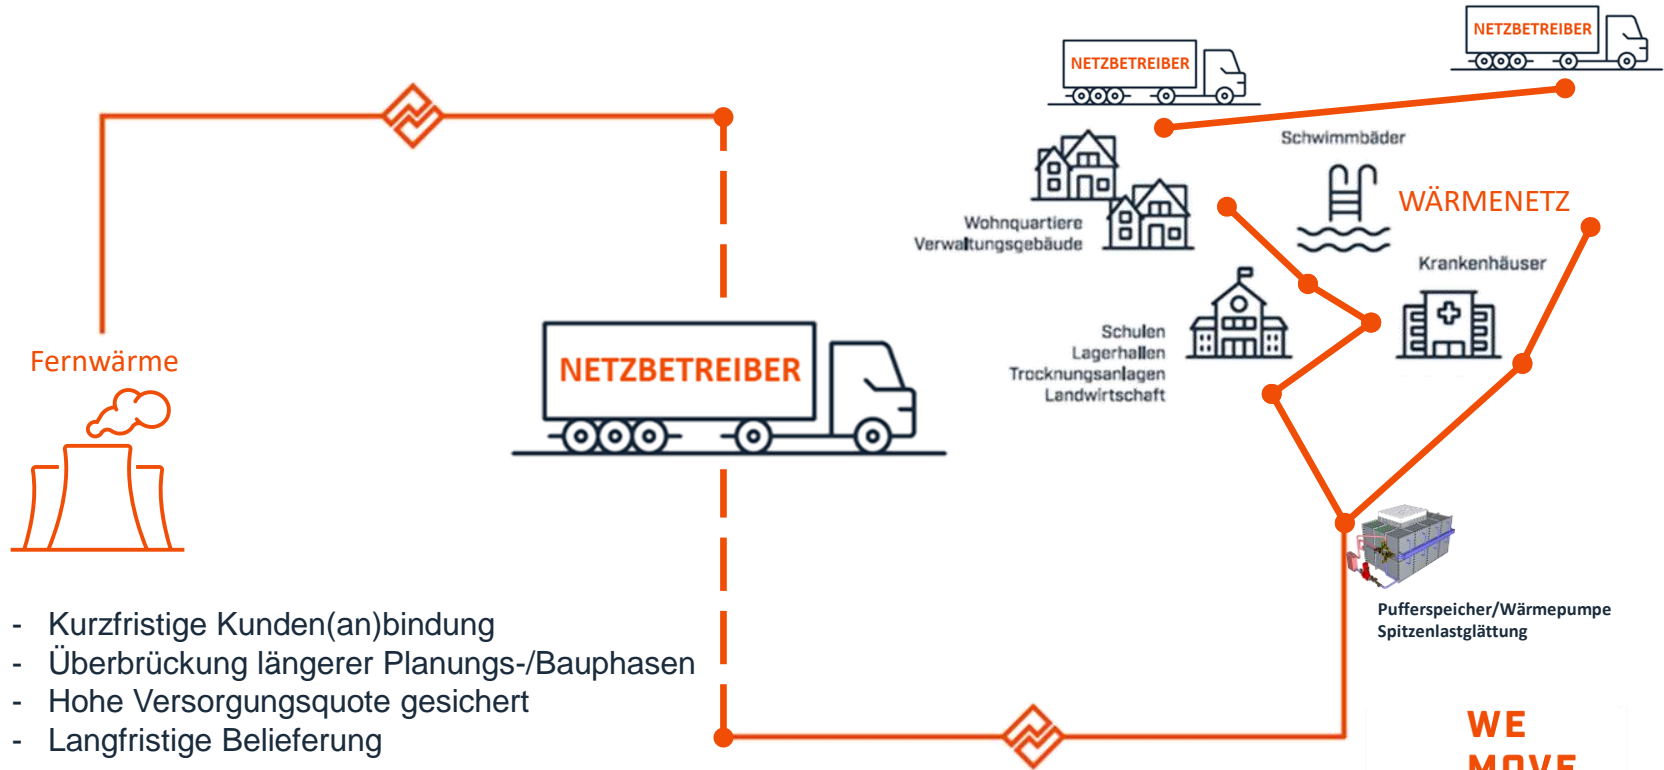 NETZBETREIBER
NETZBETREIBER
Schwimmbäder
WÄRMENETZ
Wohnquartiere
Verwaltungsgebäude
Krankenhäuser
Schulen
Lagerhallen
Trocknungsanlagen
Landwirtschaft
Fernwärme
NETZBETREIBER
Pufferspeicher/Wärmepumpe
Spitzenlastglättung
- Kurzfristige Kunden(an)bindung
- Überbrückung längerer Planungs-/Bauphasen
- Hohe Versorgungsquote gesichert
- Langfristige Belieferung
WE
MOVE